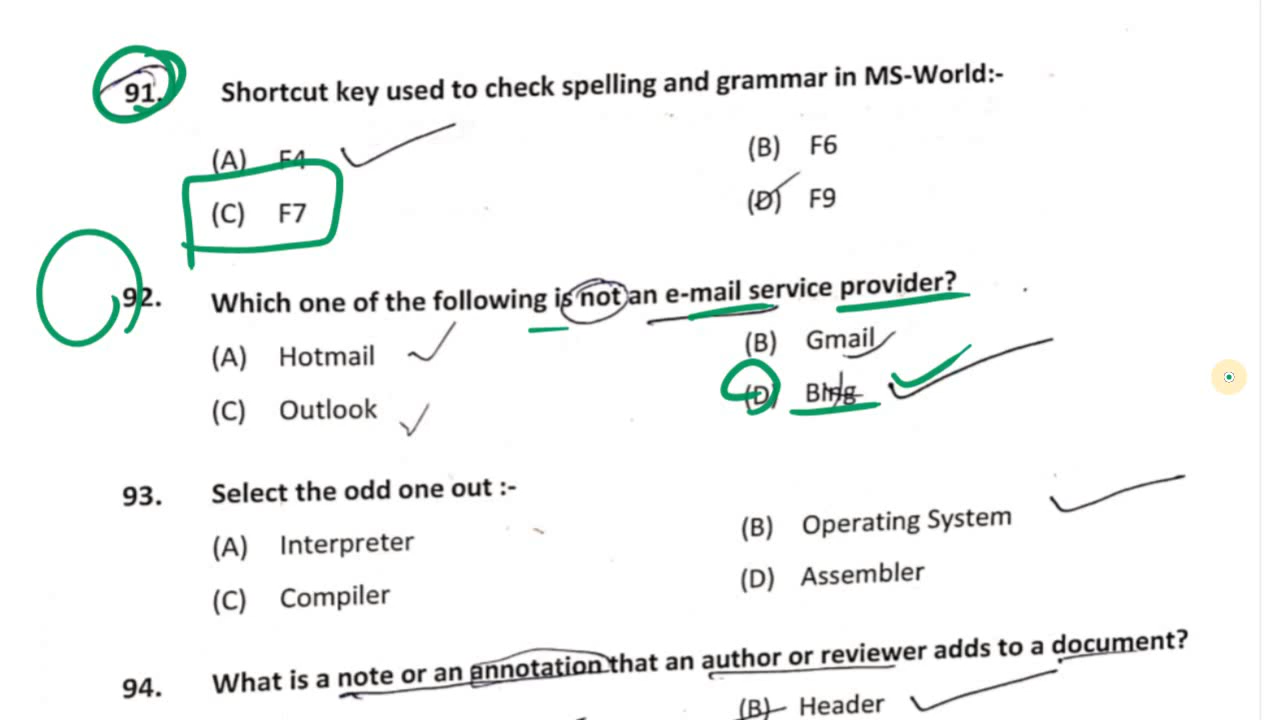 91. Shortcut key used to check spelling and grammar in MS-World:-
(A) F4 (B) F6
(C) F7 (D) F9
92. Which one of the following is not an e-mail service provider?
(A) Hotmail (B) Gmail
(C) Outlook (D)
93. Select the odd one out :-
(A) Interpreter (B) Operating System
(C) Compiler (D) Assembler
94. What is a note or an annotation that an author or reviewer adds to a document?
(B) Header